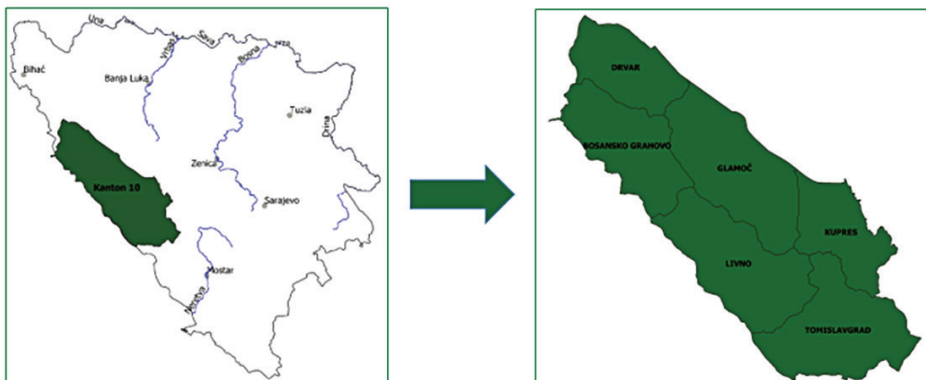 Una
Sava
Vrbas
Bosna
Bihać
Banja Luka
Tuzla
Drina
Zenica
Kanton 10
Sarajevo
Mostar
Neretva
DRVAR
BOSANSKO GRAHOVO
GLAMOČ
KUPRES
LIVNO
TOMISLAVGRAD